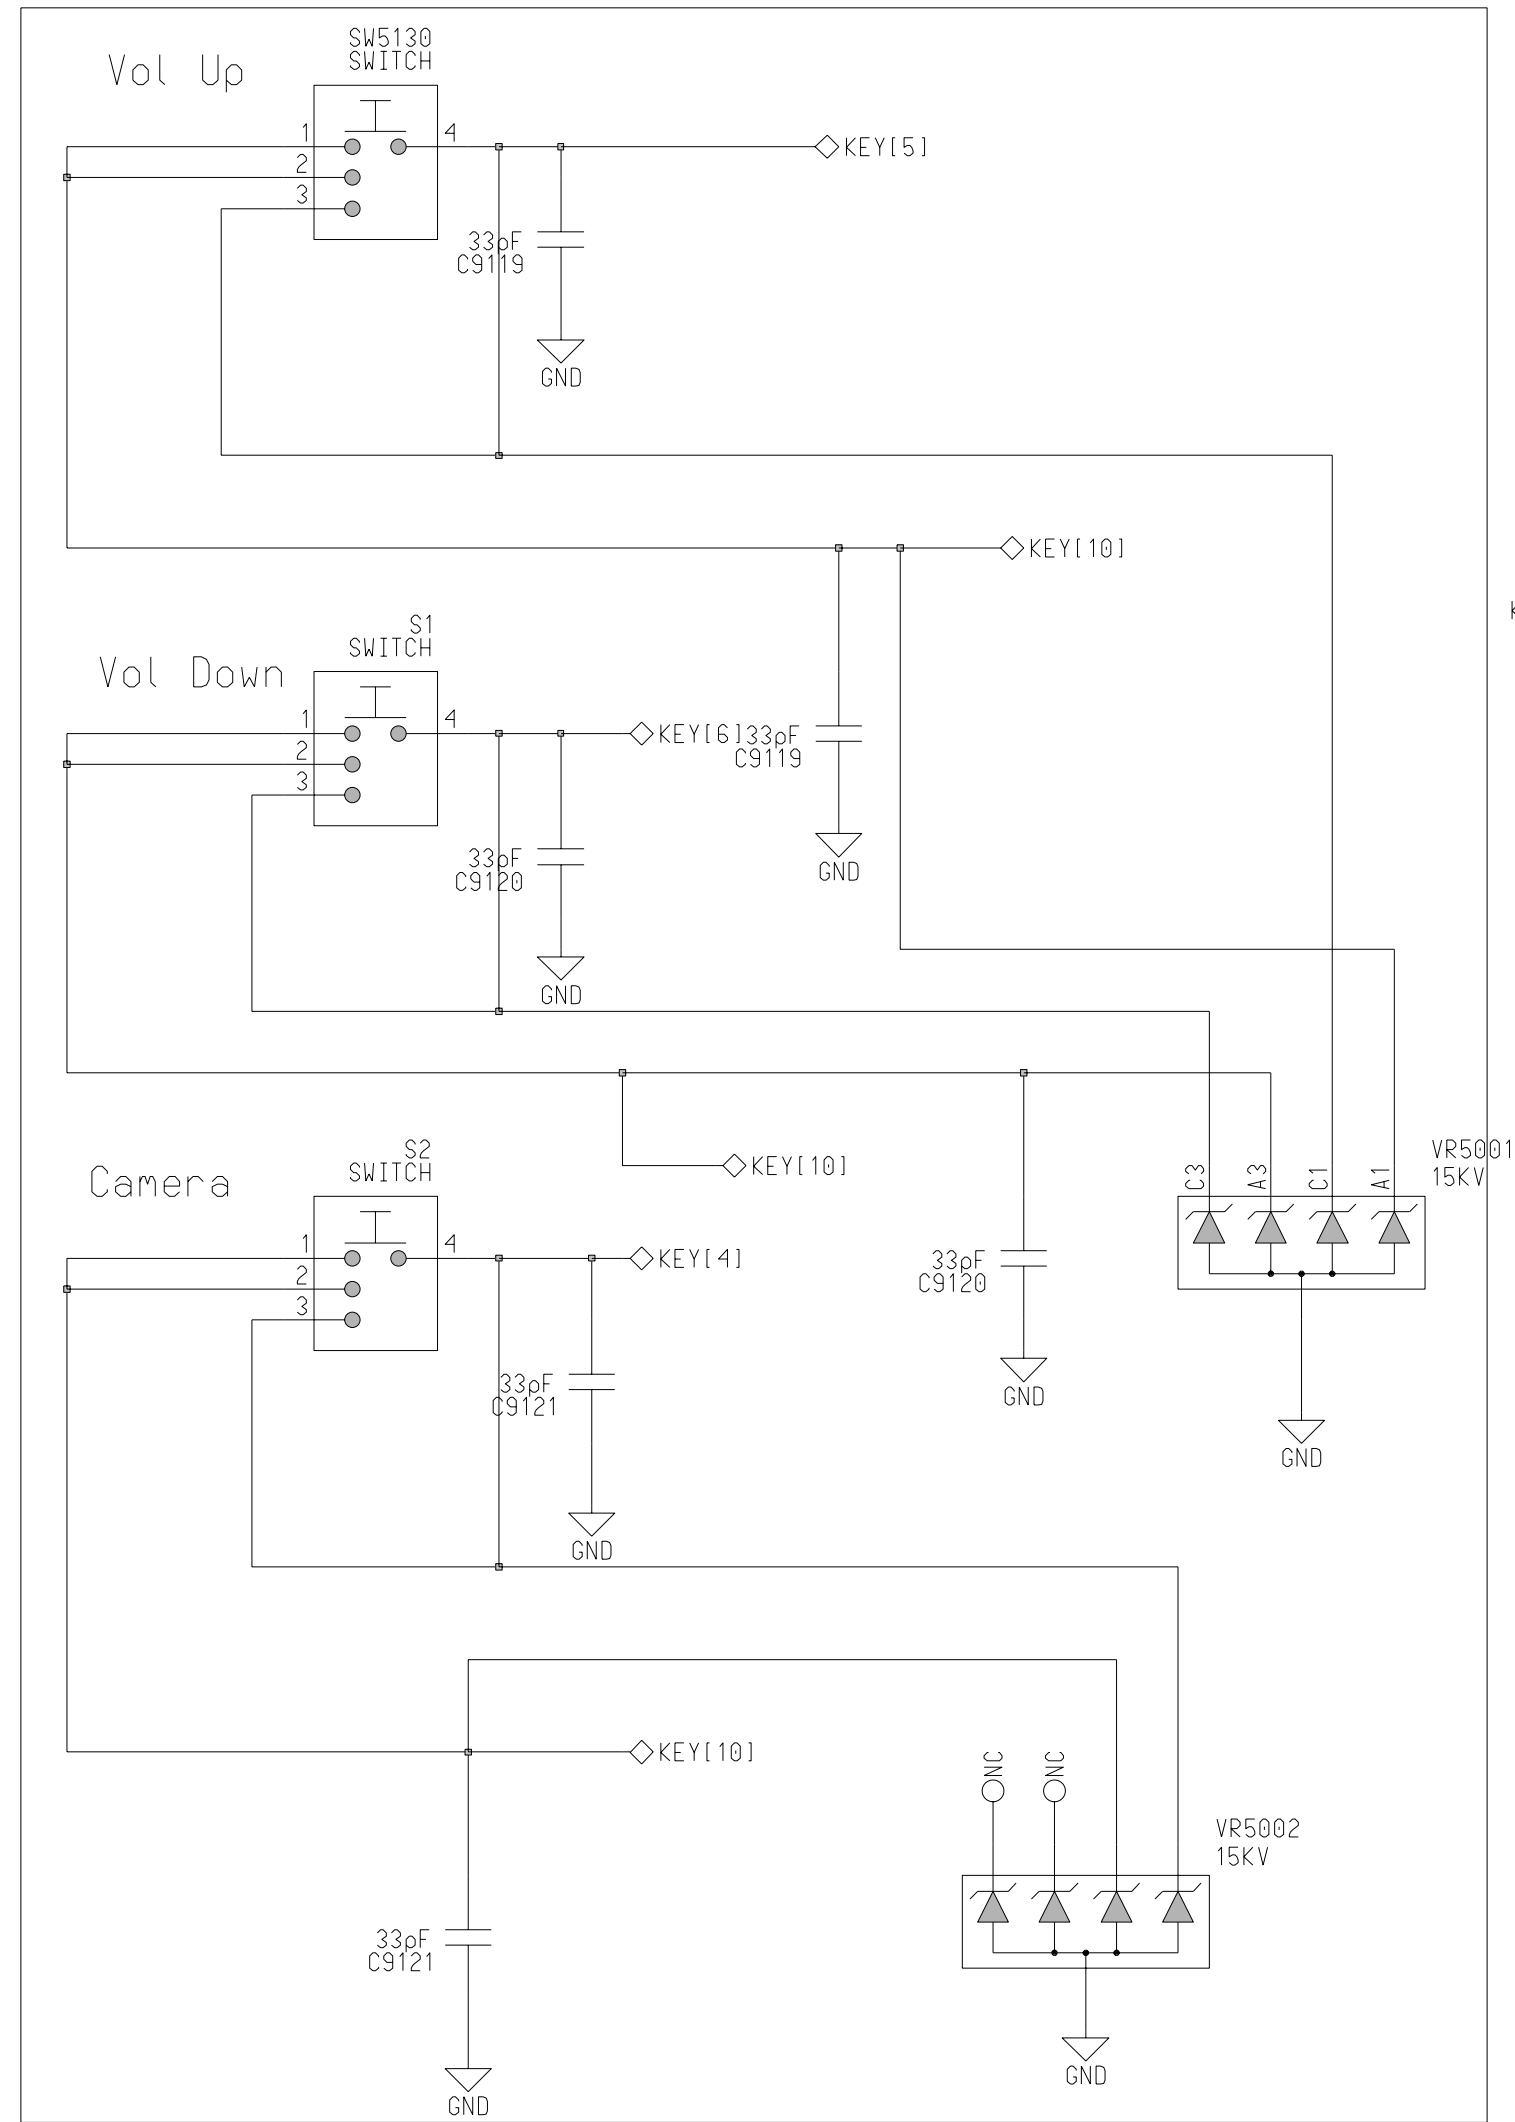 SW5130
SWITCH
Vol Up
1
4
KEY[5]
2
3
33pF
C9119
GND
KEY[10]
S1
SWITCH
Vol Down
1
4
KEY[6]
33pF
C9119
2
3
33pF
C9120
GND
GND
S2
SWITCH
Camera
KEY[10]
C3
A3
C1
A1
VR5001
15KV
1
4
KEY[4]
2
3
33pF
C9120
33pF
C9121
GND
GND
GND
KEY[10]
NC
NC
VR5002
15KV
33pF
C9121
GND
GND